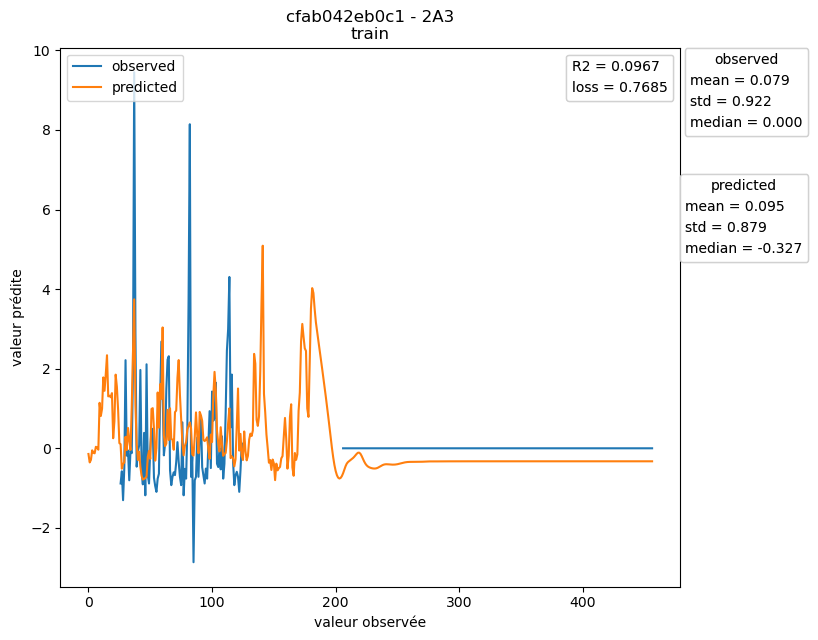 cfab042eb0c1 - 2A3
train
observed
predicted
R2 = 0.0967
loss = 0.7685
observed
mean = 0.079
std = 0.922
median = 0.000
predicted
mean = 0.095
std = 0.879
median = -0.327
10
8
6
4
2
0
−2
valeur prédite
0
100
200
300
400
valeur observée